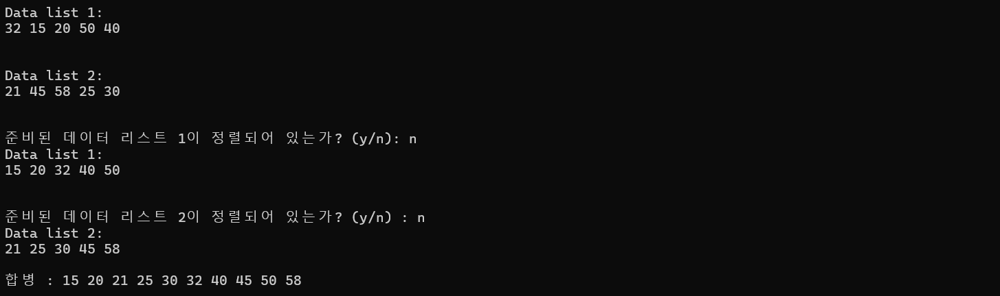 Data list 1:
32 15 20 50 40
Data list 2:
21 45 58 25 30
준비된 데이터 리스트 1이 정렬되어 있는가? (y/n): n
Data list 1:
15 20 32 40 50
준비된 데이터 리스트 2이 정렬되어 있는가? (y/n) : n
Data list 2:
21 25 30 45 58
합병 : 15 20 21 25 30 32 40 45 50 58